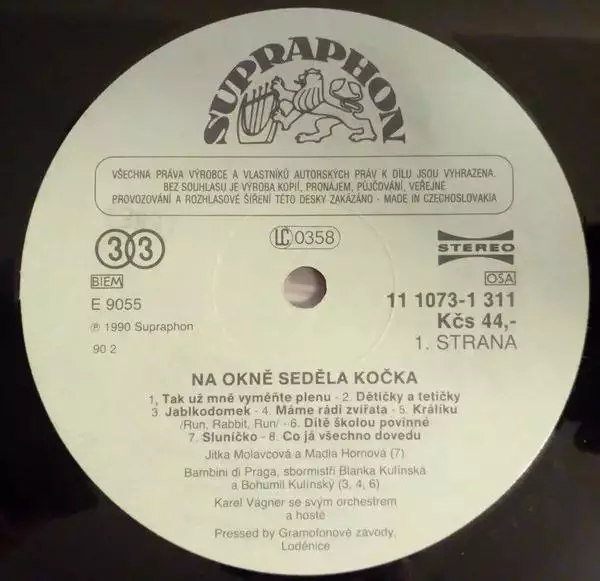 SUPRAPHON
VŠECHNA PRÁVA VÝROBCE A VLASTNÍKŮ AUTORSKÝCH PRÁV K DÍLU JSOU VYHRAZENA.
BEZ SOUHLASU JE VÝROBA KOPIÍ, PRONÁJEM, PŮJČOVÁNÍ, VEŘEJNÉ
PROVOZOVÁNÍ A ROZHLASOVÉ ŠÍŘENÍ TÉTO DESKY ZAKÁZÁNO - MADE IN CZECHOSLOVAKIA
33
LC 0358
STEREO
BIEM
OSA
E 9055
11 1073-1 311
Kčs 44,-
℗ 1990 Supraphon
1. STRANA
90 2
NA OKNĚ SEDĚLA KOČKA
1, Tak už mně vyměňte plenu - 2. Dětičky a tetičky
3. Jablkodomek - 4. Máme rádi zvířata - 5. Králíku
/Run, Rabbit, Run/ - 6. Dítě školou povinné
7. Sluníčko - 8. Co já všechno dovedu
Jitka Molavcová a Madla Hornová (7)
Bambini di Praga, sbormistři Blanka Kulínská
a Bohumil Kulínský (3, 4, 6)
Karel Vágner se svým orchestrem
a hosté
Pressed by Gramofonové závody,
Loděnice